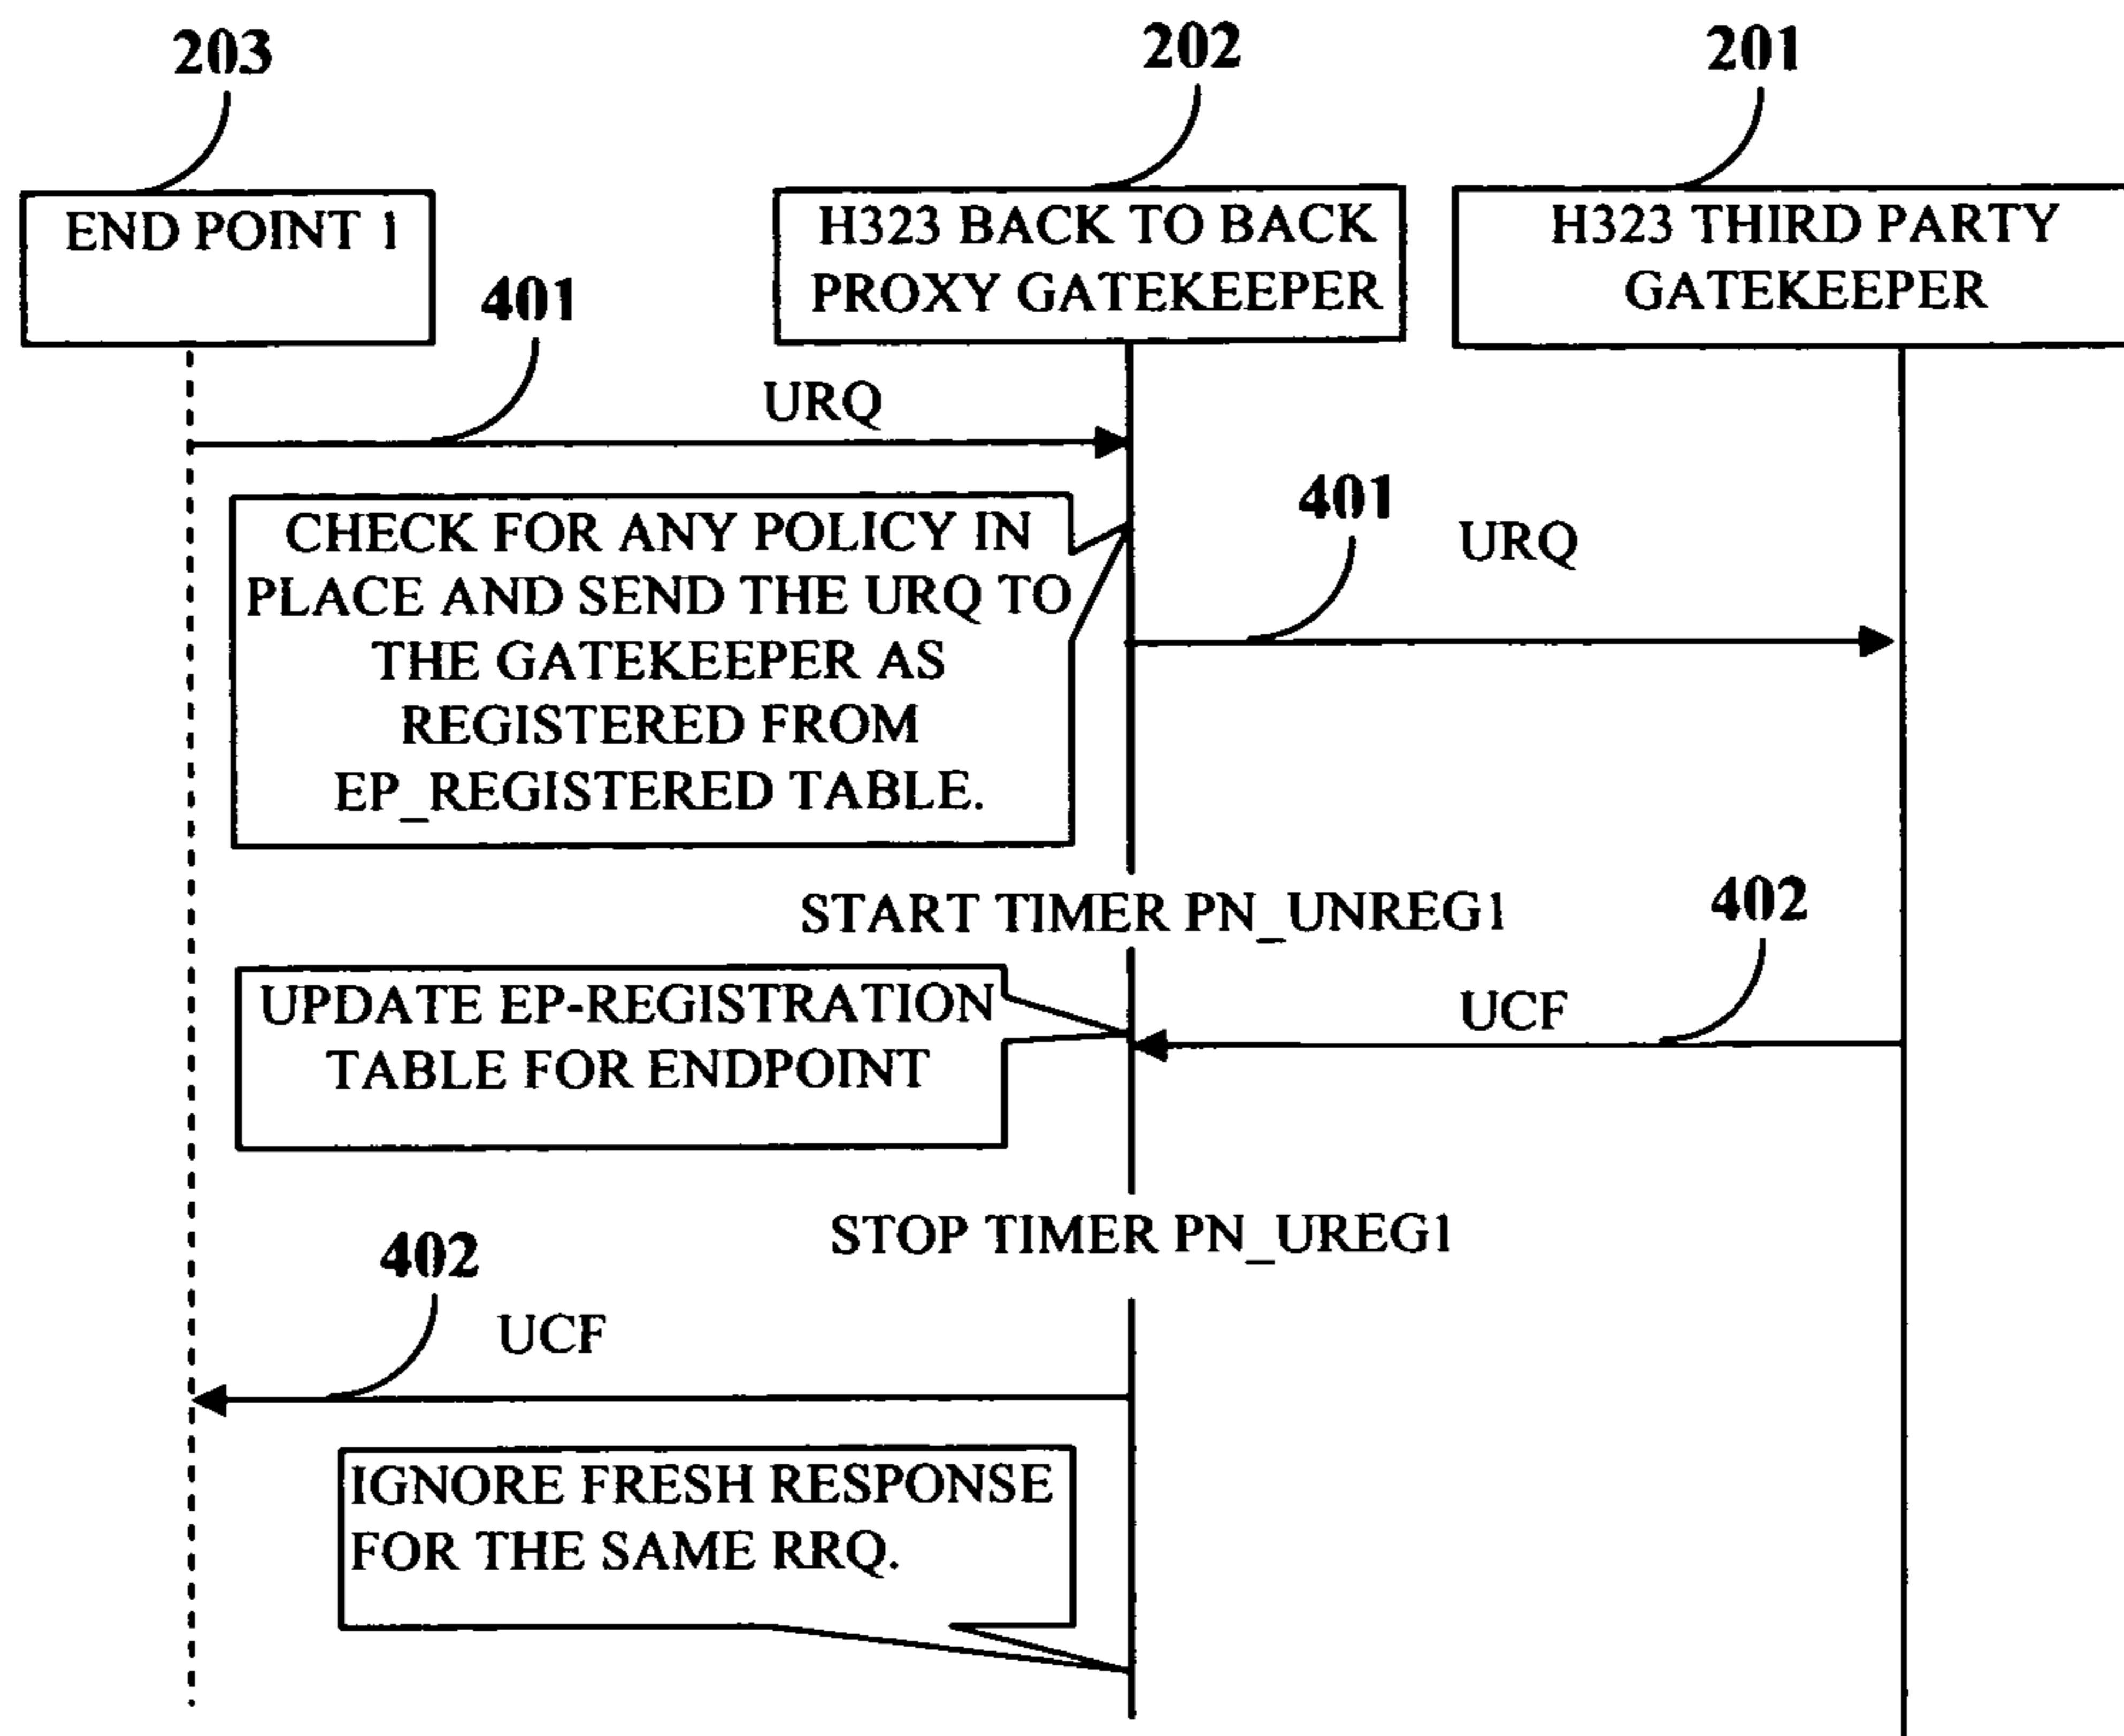 203
202
201
END POINT 1
H323 BACK TO BACK
PROXY GATEKEEPER
H323 THIRD PARTY
GATEKEEPER
401
URQ
CHECK FOR ANY POLICY IN
PLACE AND SEND THE URQ TO
THE GATEKEEPER AS
REGISTERED FROM
EP_REGISTERED TABLE.
401
URQ
START TIMER PN_UNREG1
402
UPDATE EP-REGISTRATION
TABLE FOR ENDPOINT
UCF
STOP TIMER PN_UREG1
402
UCF
IGNORE FRESH RESPONSE
FOR THE SAME RRQ.